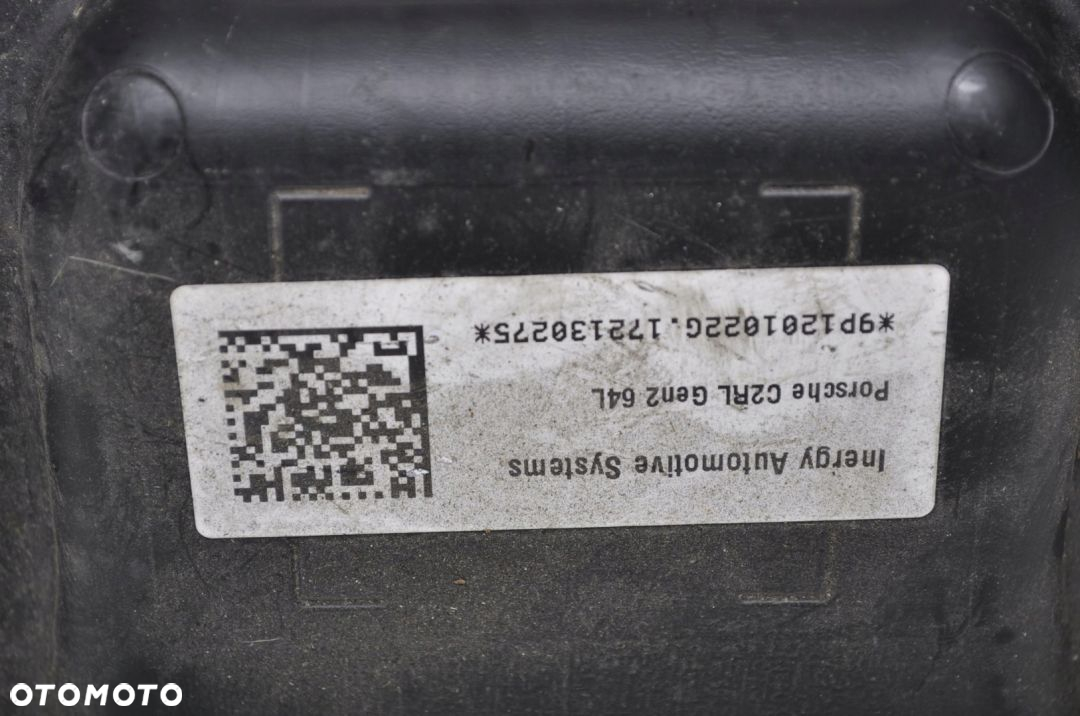 Inergy Automotive Systems
Porsche C2RL Gen2 64L
*9P1201022G.172130275*
OTOMOTO